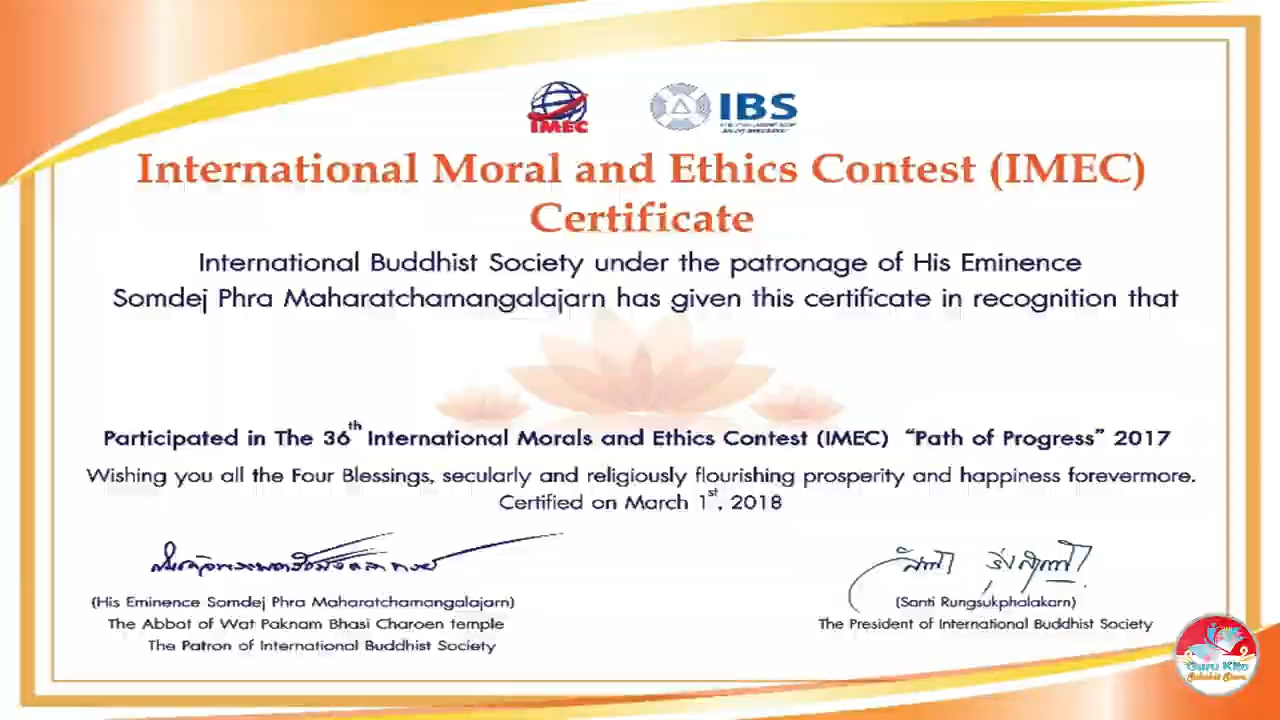 IMEC
IBS
International Moral and Ethics Contest (IMEC)
Certificate
International Buddhist Society under the patronage of His Eminence
Somdej Phra Maharatchamangalajarn has given this certificate in recognition that
Participated in The 36th International Morals and Ethics Contest (IMEC) “Path of Progress” 2017
Wishing you all the Four Blessings, secularly and religiously flourishing prosperity and happiness forevermore.
Certified on March 1st, 2018
(His Eminence Somdej Phra Maharatchamangalajarn)
The Abbot of Wat Paknam Bhasi Charoen temple
The Patron of International Buddhist Society
(Santi Rungsukphalakarn)
The President of International Buddhist Society
Guru Kite
Sahabat Siswa